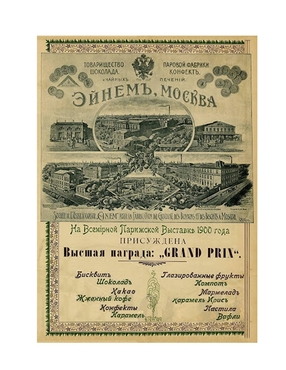 ТОВАРИЩЕСТВО ПАРОВОЙ ФАБРИКИ
ШОКОЛАДА КОНФЕКТЪ
ЧАЙНЫХЪ ПЕЧЕНІЙ
ЭЙНЕМЪ, МОСКВА
На Всемірной Парижской Выставкѣ 1900 года
ПРИСУЖДЕНА
Высшая награда: „GRAND PRIX“.
Бисквитъ
Шоколадъ
Какао
Жженый кофе
Конфекты
Карамель
Глазированные фрукты
Компотъ
Мармеладъ
Карамель Монсъ
Пастила
Вафли